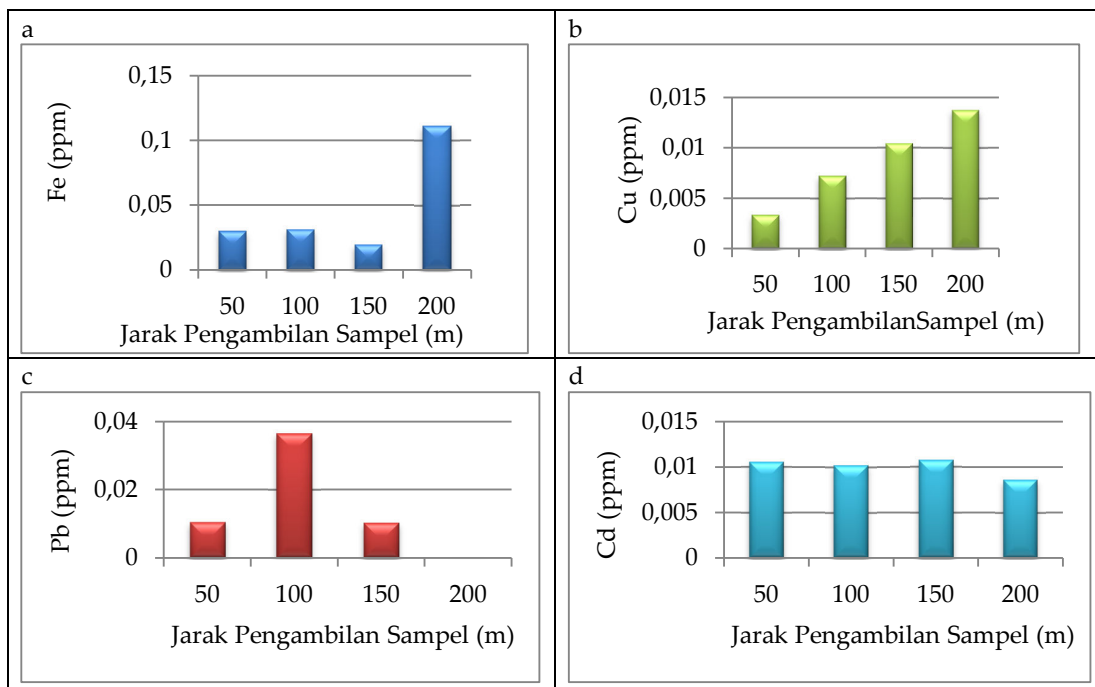 a
0,15
0,1
0,05
0
Fe (ppm)
50 100 150 200
Jarak Pengambilan Sampel (m)
b
0,015
0,01
0,005
0
Cu (ppm)
50 100 150 200
Jarak PengambilanSampel (m)
c
0,04
0,02
0
Pb (ppm)
50 100 150 200
Jarak Pengambilan Sampel (m)
d
0,015
0,01
0,005
0
Cd (ppm)
50 100 150 200
Jarak Pengambilan Sampel (m)